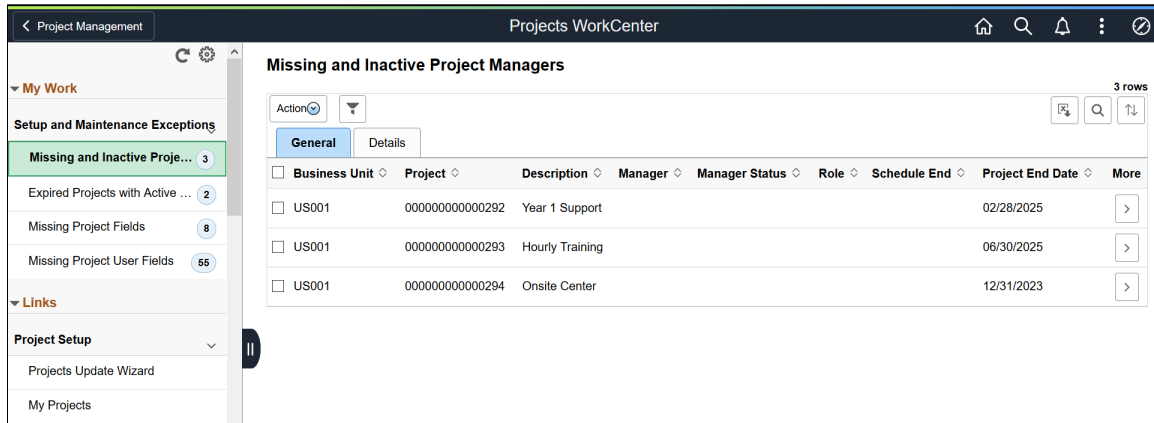 Project Management
Projects WorkCenter
My Work
Setup and Maintenance Exceptions
Missing and Inactive Proje... 3
Expired Projects with Active ... 2
Missing Project Fields 8
Missing Project User Fields 55
Links
Project Setup
Projects Update Wizard
My Projects
Missing and Inactive Project Managers
3 rows
Action
General Details
Business Unit Project Description Manager Manager Status Role Schedule End Project End Date More
US001 000000000000292 Year 1 Support 02/28/2025
US001 000000000000293 Hourly Training 06/30/2025
US001 000000000000294 Onsite Center 12/31/2023